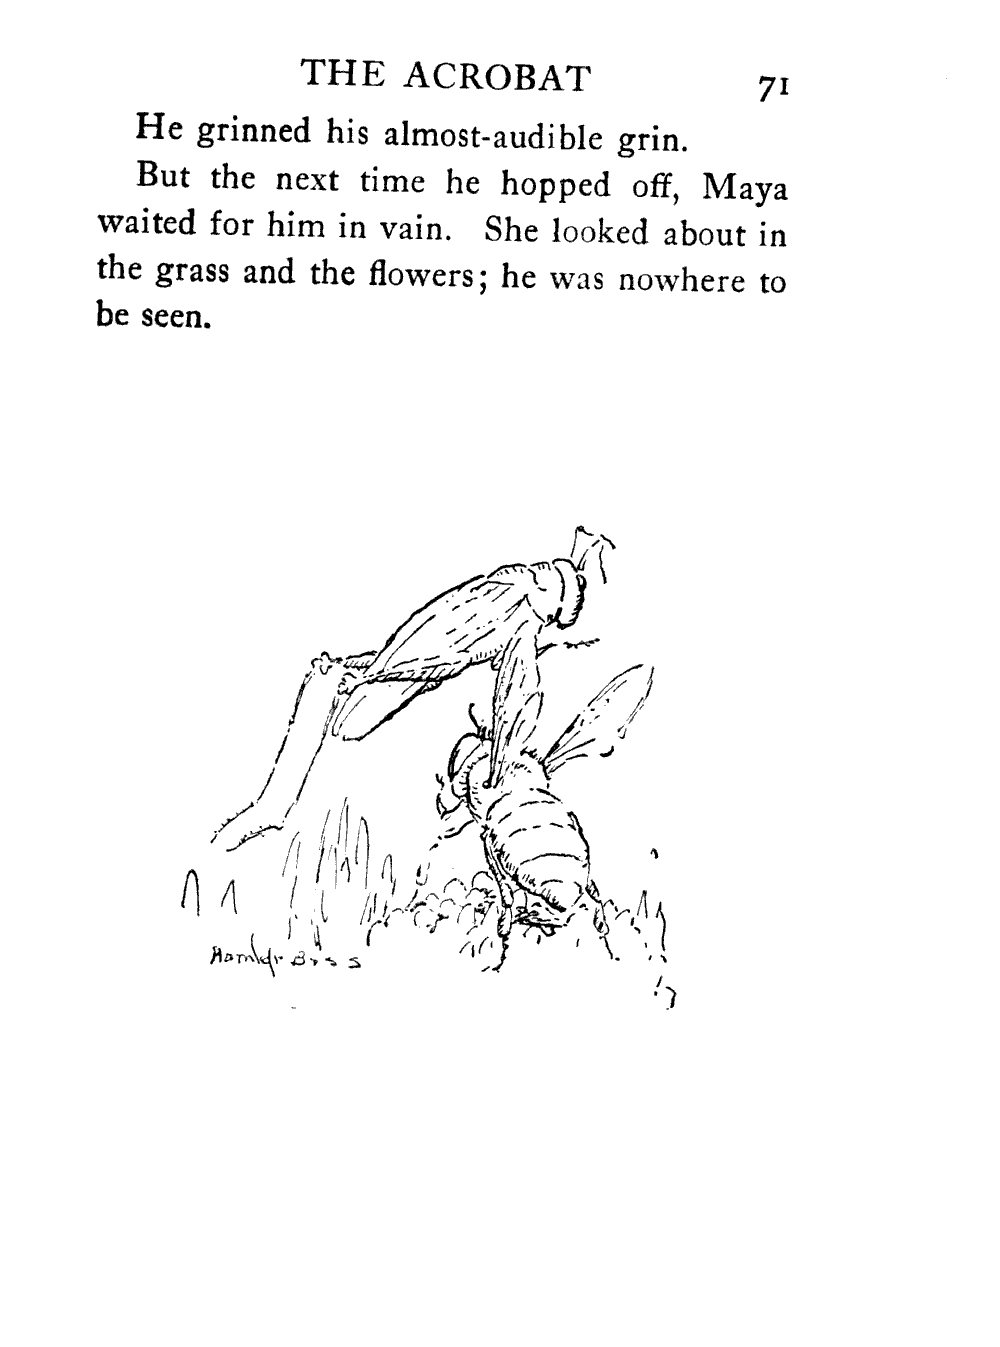 THE ACROBAT 71
He grinned his almost-audible grin.
But the next time he hopped off, Maya
waited for him in vain. She looked about in
the grass and the flowers; he was nowhere to
be seen.